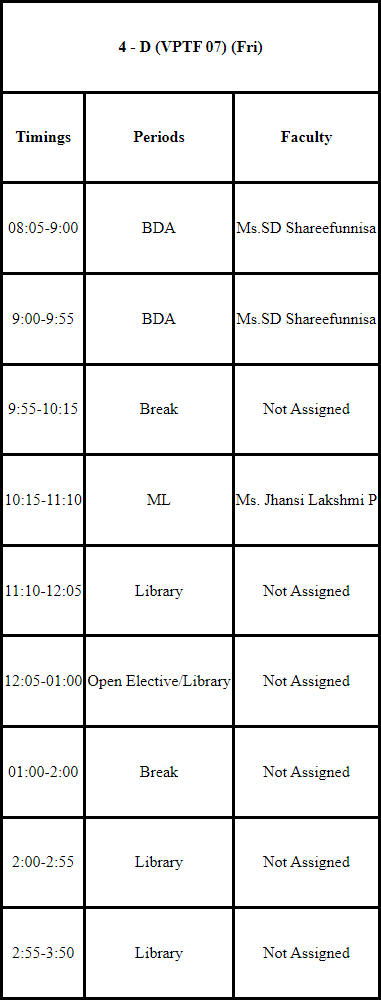 4 - D (VPTF 07) (Fri)
Timings Periods Faculty
08:05-9:00 BDA Ms.SD Shareefunnisa
9:00-9:55 BDA Ms.SD Shareefunnisa
9:55-10:15 Break Not Assigned
10:15-11:10 ML Ms. Jhansi Lakshmi P
11:10-12:05 Library Not Assigned
12:05-01:00 Open Elective/Library Not Assigned
01:00-2:00 Break Not Assigned
2:00-2:55 Library Not Assigned
2:55-3:50 Library Not Assigned